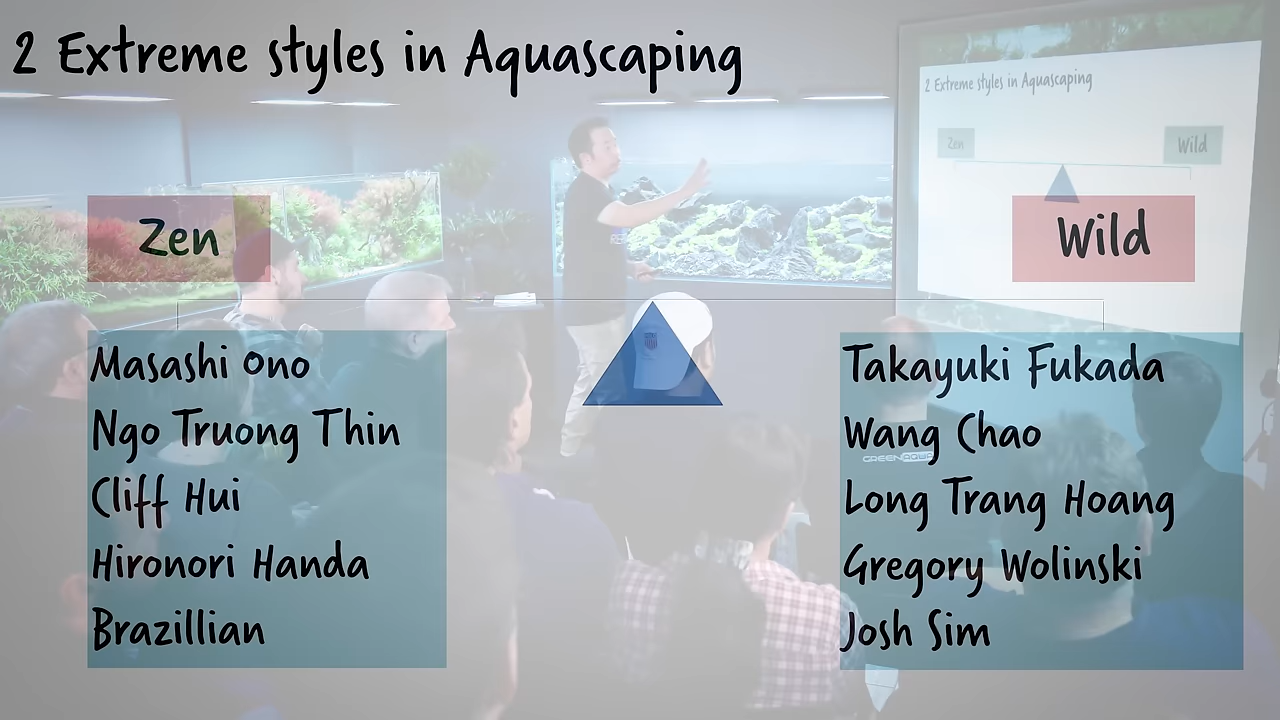 2 Extreme styles in Aquascaping
2 Extreme styles in Aquascaping
Zen
Wild
Zen
Wild
Masashi Ono
Ngo Truong Thin
Cliff Hui
Hironori Handa
Brazillian
Takayuki Fukada
Wang Chao
GREENAQUA
Long Trang Hoang
Gregory Wolinski
Josh Sim